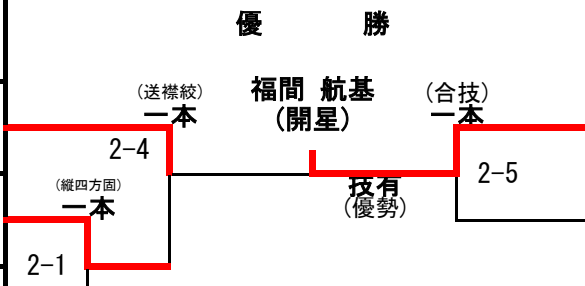 優 勝
福間 航基
(開星)
(送襟絞)
一本
(合技)
一本
2-4
2-5
(縦四方固)
一本
技有
(優勢)
2-1